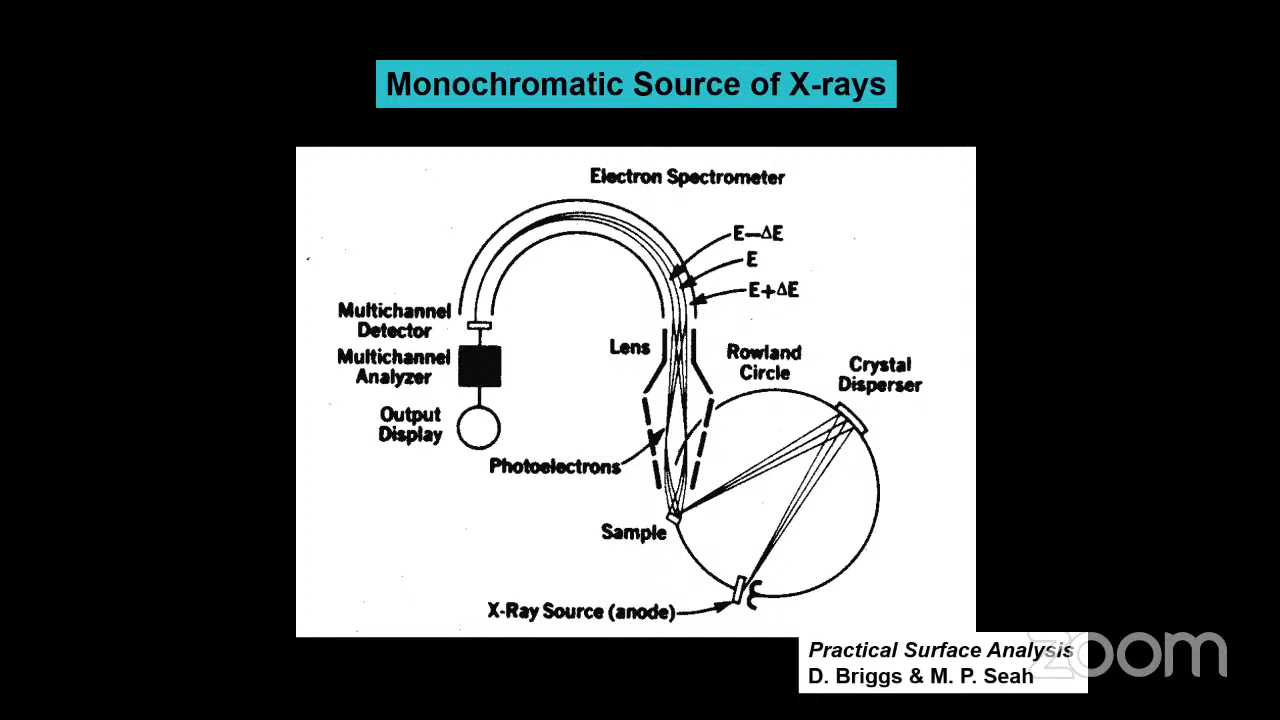 Monochromatic Source of X-rays
Electron Spectrometer
E−ΔE
E
E+ΔE
Multichannel
Detector
Multichannel
Analyzer
Output
Display
Lens
Rowland
Circle
Crystal
Disperser
Photoelectrons
Sample
X-Ray Source (anode)
Practical Surface Analysis
D. Briggs & M. P. Seah
zoom